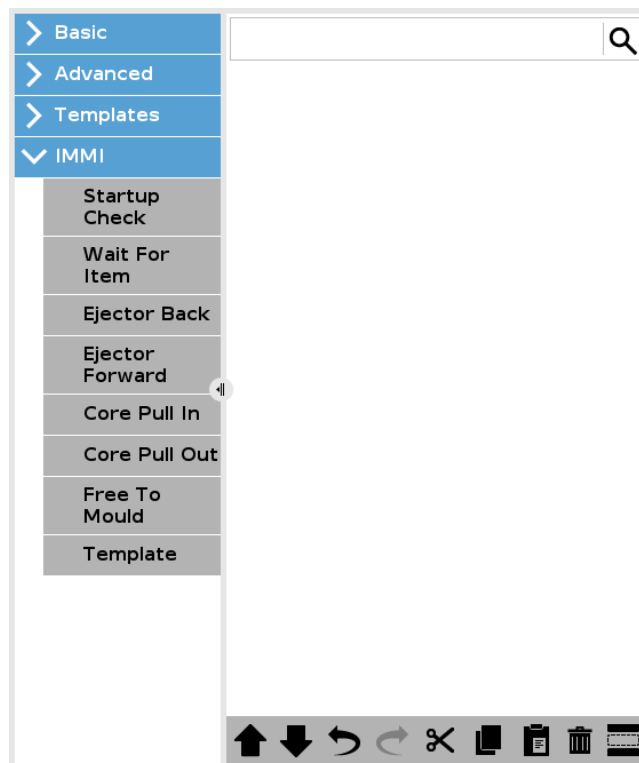 Basic
Advanced
Templates
IMMI
Startup
Check
Wait For
Item
Ejector Back
Ejector
Forward
Core Pull In
Core Pull Out
Free To
Mould
Template